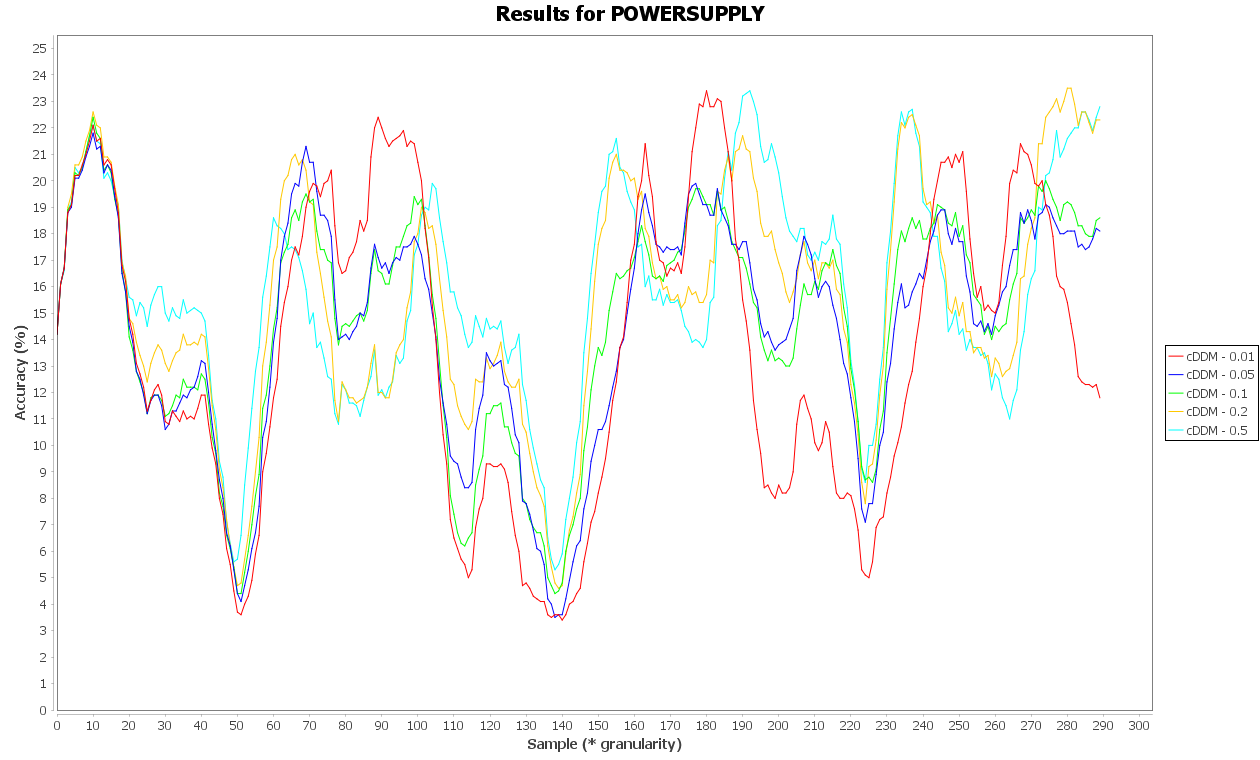 Results for POWERSUPPLY
25
24
23
22
21
20
19
18
17
16
15
14
13
12
11
10
9
8
7
6
5
4
3
2
1
0
Accuracy (%)
0 10 20 30 40 50 60 70 80 90 100 110 120 130 140 150 160 170 180 190 200 210 220 230 240 250 260 270 280 290 300
Sample (* granularity)
cDDM - 0.01
cDDM - 0.05
cDDM - 0.1
cDDM - 0.2
cDDM - 0.5